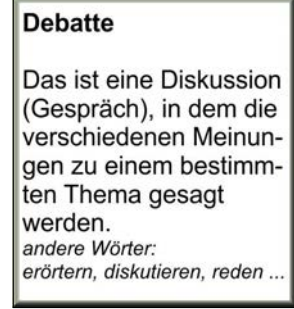 Debatte
Das ist eine Diskussion
(Gespräch), in dem die
verschiedenen Meinun-
gen zu einem bestimm-
ten Thema gesagt
werden.
andere Wörter:
erörtern, diskutieren, reden ...